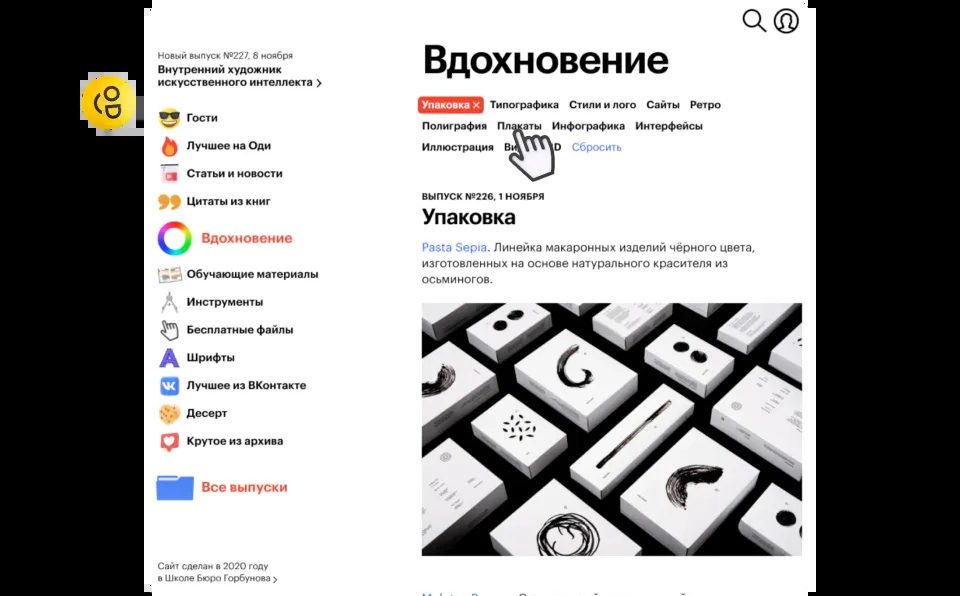 Новый выпуск №227, 8 ноября
Внутренний художник
искусственного интеллекта
Гости
Лучшее на Оди
Статьи и новости
Цитаты из книг
Вдохновение
Обучающие материалы
Инструменты
Бесплатные файлы
Шрифты
Лучшее из ВКонтакте
Десерт
Крутое из архива
Все выпуски
Сайт сделан в 2020 году
в Школе Бюро Горбунова
Вдохновение
Упаковка × Типографика Стили и лого Сайты Ретро
Полиграфия Плакаты Инфографика Интерфейсы
Иллюстрация Сбросить
ВЫПУСК №226, 1 НОЯБРЯ
Упаковка
Pasta Sepia. Линейка макаронных изделий чёрного цвета,
изготовленных на основе натурального красителя из
осьминогов.